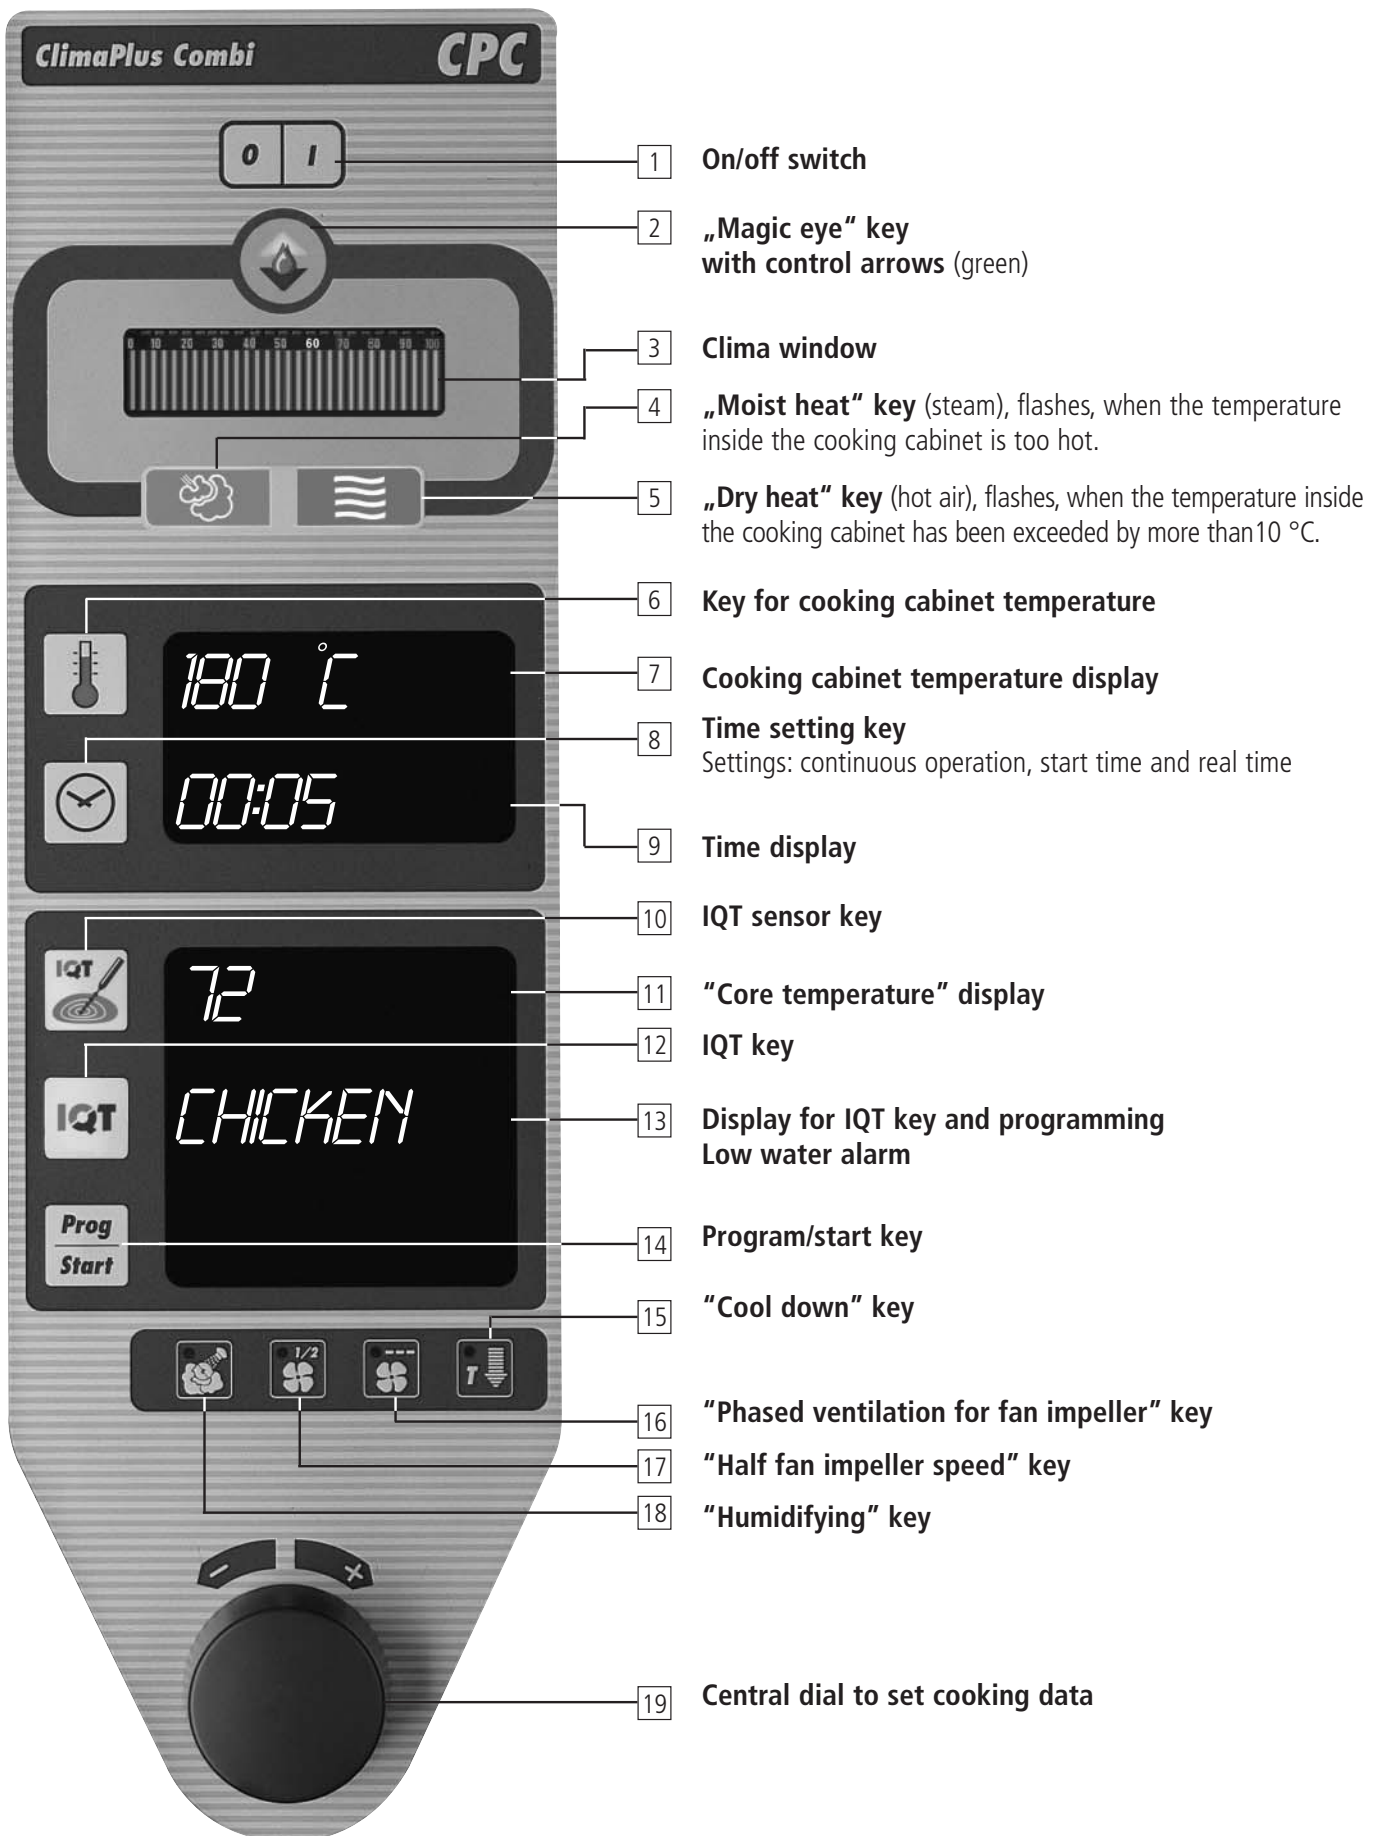 ClimaPlus Combi CPC
0 I
1 On/off switch
2 „Magic eye“ key
with control arrows (green)
0 10 20 30 40 50 60 70 80 90 100
3 Clima window
4 „Moist heat“ key (steam), flashes, when the temperature
inside the cooking cabinet is too hot.
5 „Dry heat“ key (hot air), flashes, when the temperature inside
the cooking cabinet has been exceeded by more than10 °C.
6 Key for cooking cabinet temperature
180 °C
7 Cooking cabinet temperature display
8 Time setting key
Settings: continuous operation, start time and real time
00:05
9 Time display
10 IQT sensor key
IQT
72
11 “Core temperature” display
12 IQT key
IQT
CHICKEN
13 Display for IQT key and programming
Low water alarm
Prog
Start
14 Program/start key
15 “Cool down” key
1/2
T
16 “Phased ventilation for fan impeller” key
17 “Half fan impeller speed” key
18 “Humidifying” key
- +
19 Central dial to set cooking data